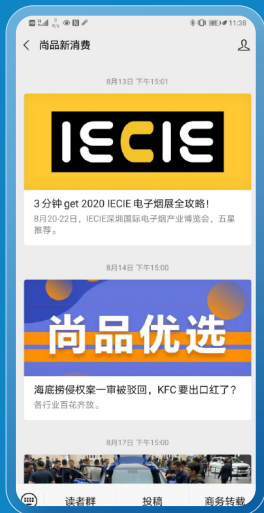 11:38
尚品新消费
8月13日 下午15:01
IECIE
3分钟 get 2020 IECIE 电子烟展全攻略!
8月20-22日，IECIE深圳国际电子烟产业博览会，五星
推荐。
8月14日 下午15:00
尚品优选
海底捞侵权案一审被驳回，KFC要出口红了?
各行业百花齐放。
8月17日 下午15:00
读者群
投稿
商务转载